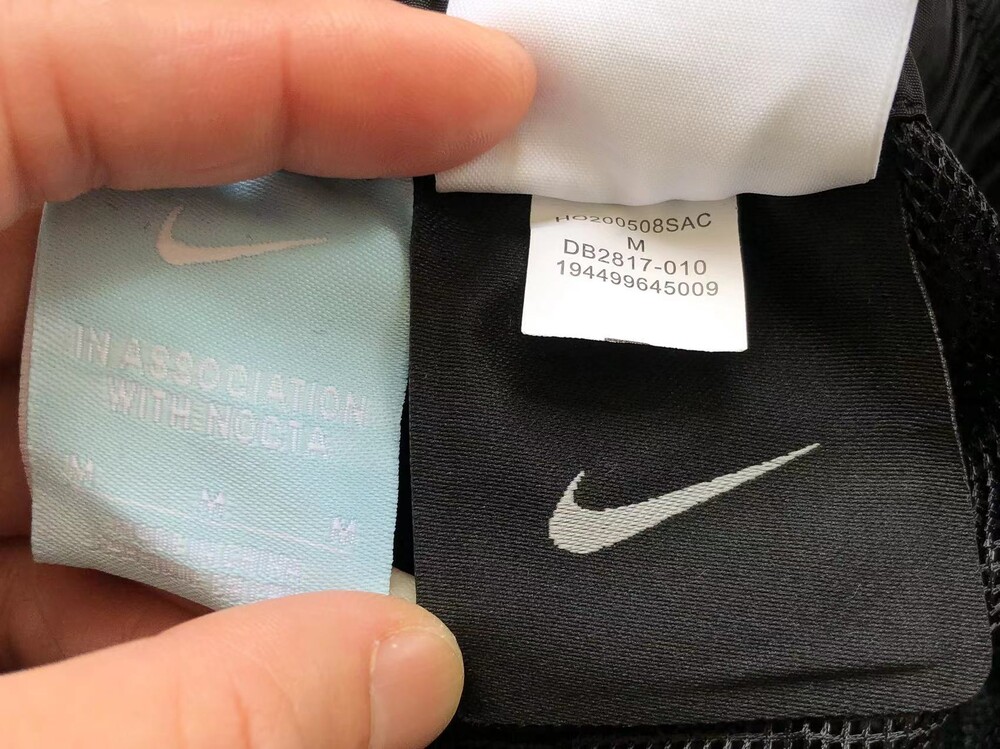 IN ASSOCIATION
WITH NOCTA
M
M
M
HO200508SAC
M
DB2817-010
194499645009